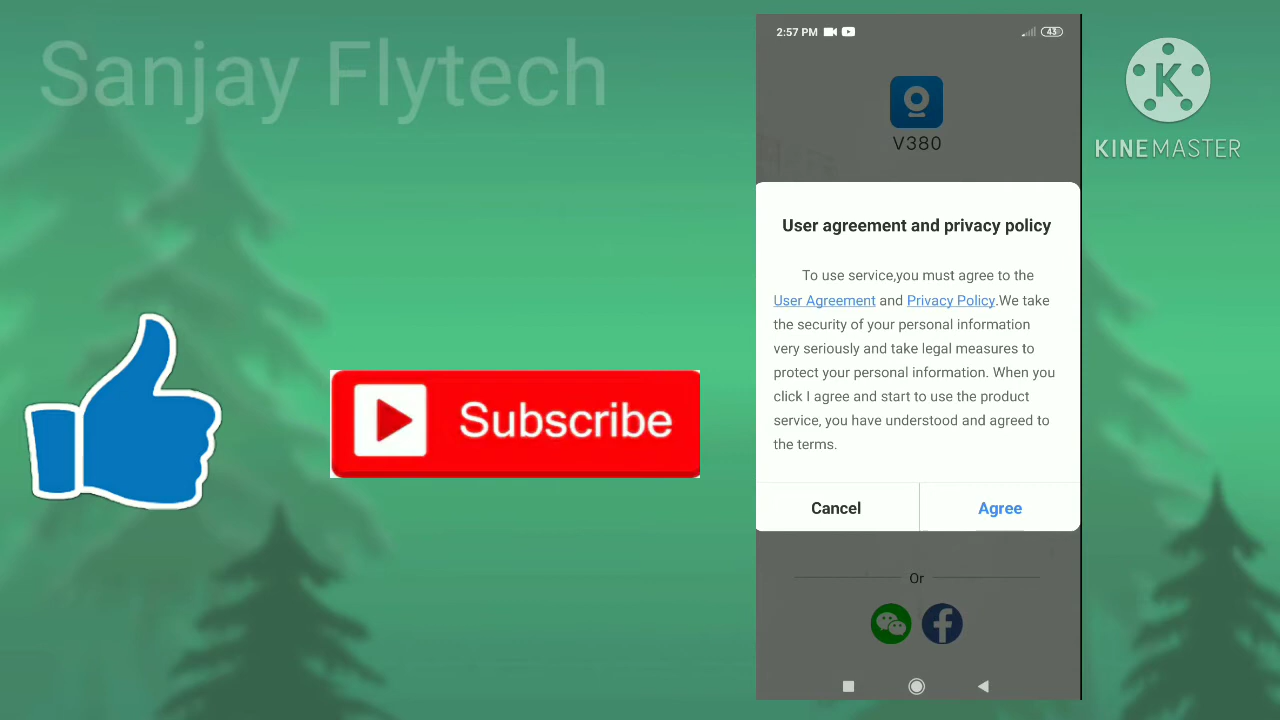 Sanjay Flytech
Subscribe
2:57 PM
43
V380
User agreement and privacy policy
To use service,you must agree to the
User Agreement and Privacy Policy.We take
the security of your personal information
very seriously and take legal measures to
protect your personal information. When you
click I agree and start to use the product
service, you have understood and agreed to
the terms.
Cancel
Agree
Or
K
KINEMASTER